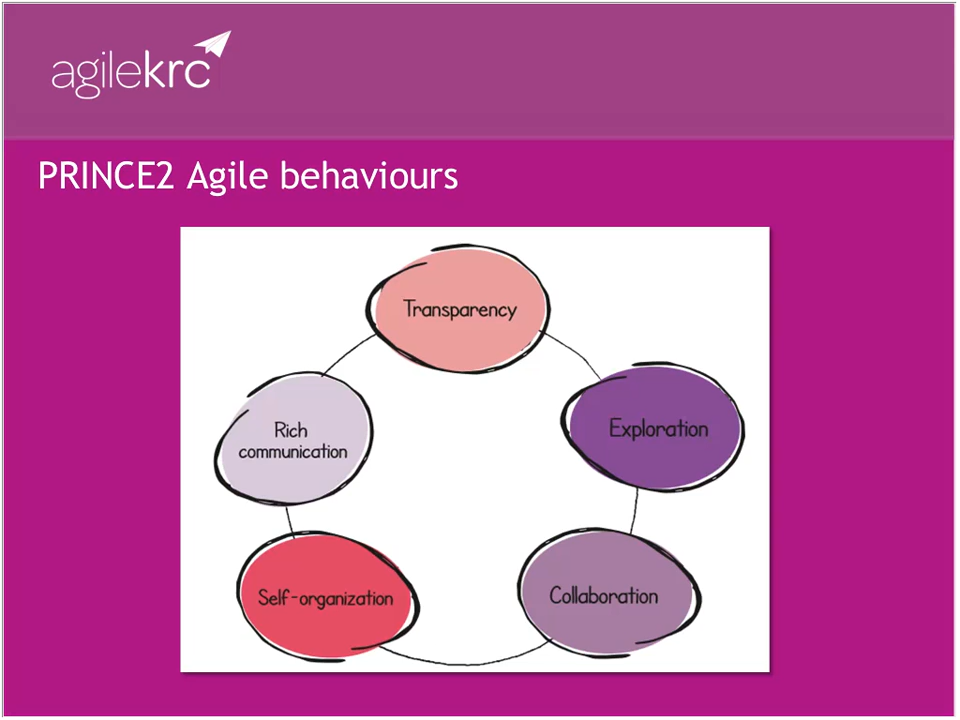 agilekrc
PRINCE2 Agile behaviours
Transparency
Exploration
Rich
communication
Self-organization
Collaboration